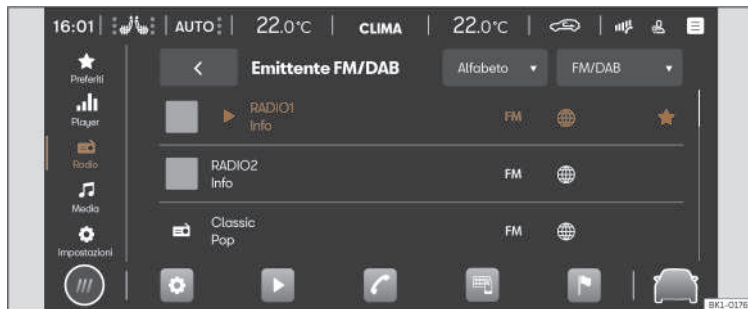 16:01 AUTO 22.0°C CLIMA 22.0°C
Preferiti
Player
Radio
Media
Impostazioni
Emittente FM/DAB Alfabeto FM/DAB
RADIO1
Info FM
RADIO2
Info FM
Classic
Pop FM
BK1-0176